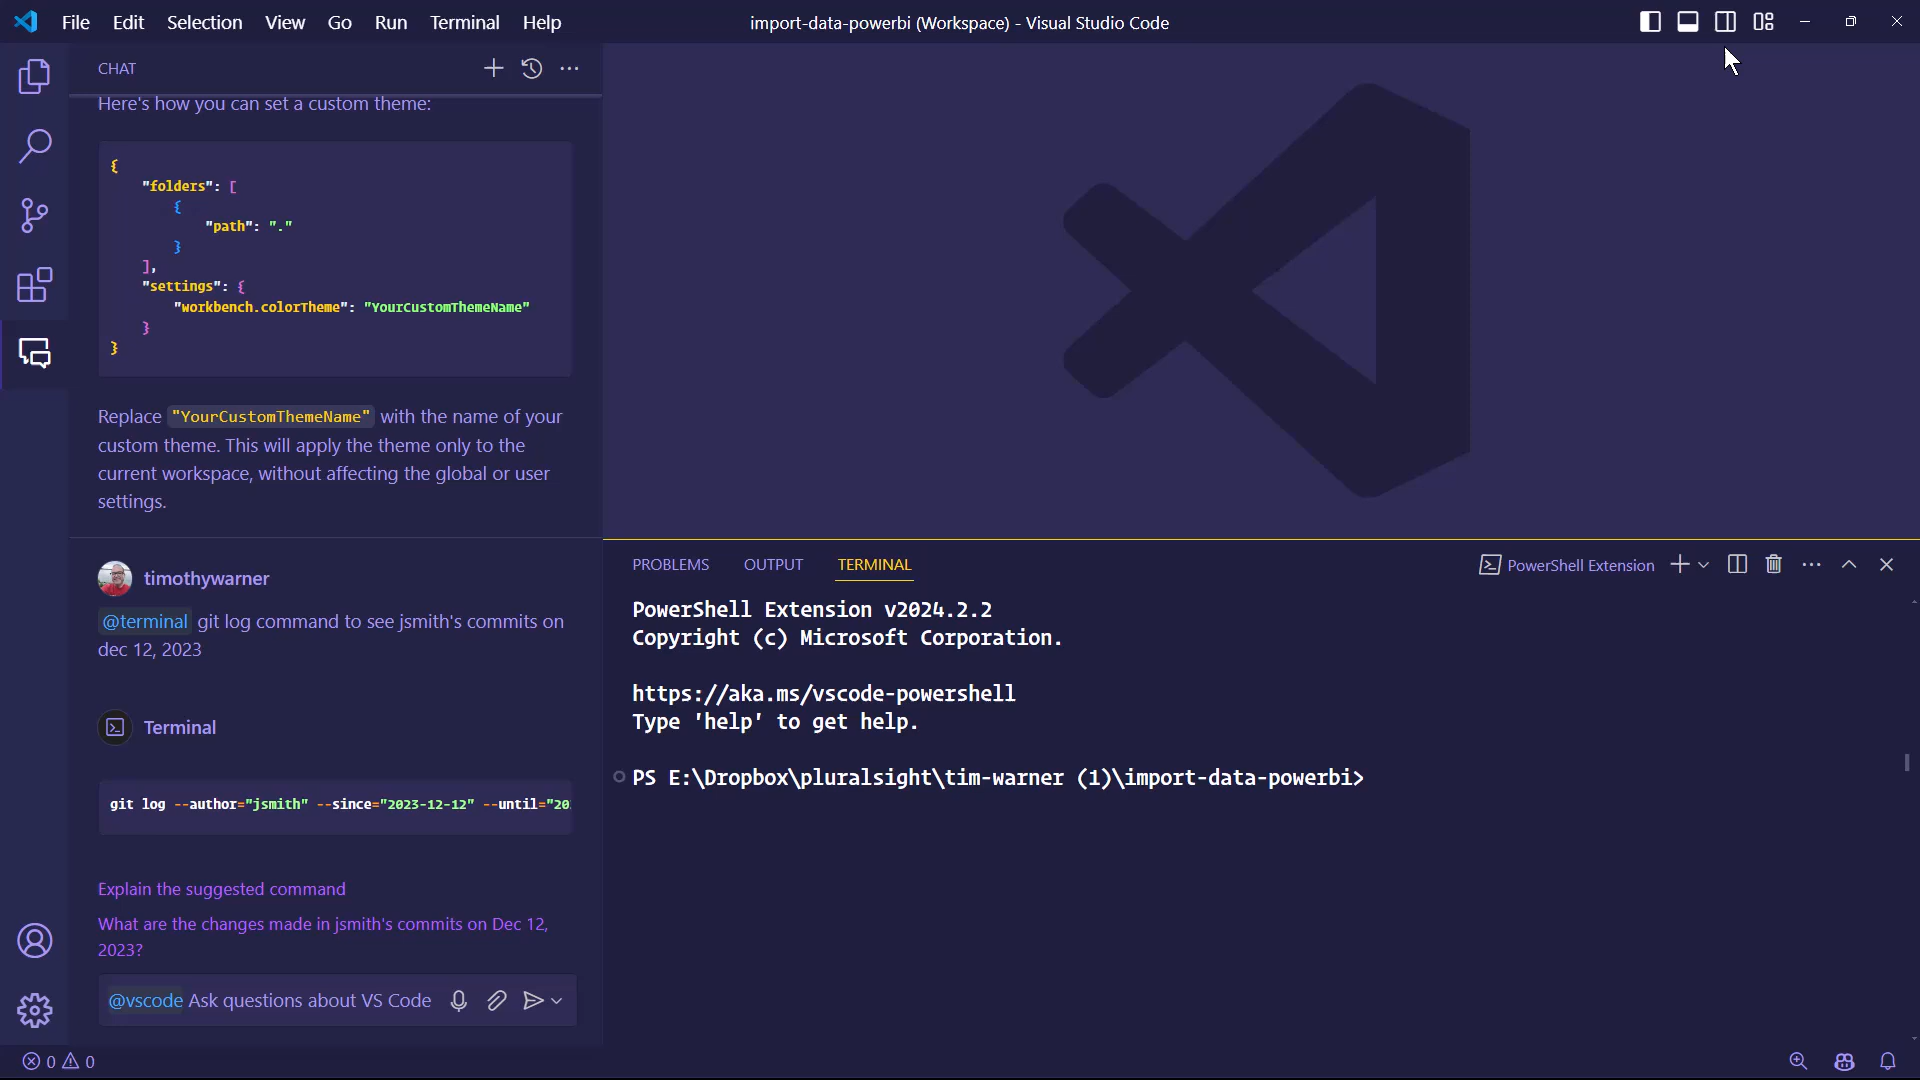 File Edit Selection View Go Run Terminal Help
import-data-powerbi (Workspace) - Visual Studio Code
CHAT
Here's how you can set a custom theme:
{
"folders": [
{
"path": "."
}
],
"settings": {
"workbench.colorTheme": "YourCustomThemeName"
}
}
Replace "YourCustomThemeName" with the name of your
custom theme. This will apply the theme only to the
current workspace, without affecting the global or user
settings.
timothywarner
@terminal git log command to see jsmith's commits on
dec 12, 2023
Terminal
git log --author="jsmith" --since="2023-12-12" --until="20
Explain the suggested command
What are the changes made in jsmith's commits on Dec 12,
2023?
@vscode Ask questions about VS Code
PROBLEMS OUTPUT TERMINAL
PowerShell Extension
PowerShell Extension v2024.2.2
Copyright (c) Microsoft Corporation.
https://aka.ms/vscode-powershell
Type 'help' to get help.
PS E:\Dropbox\pluralsight\tim-warner (1)\import-data-powerbi>
0 0